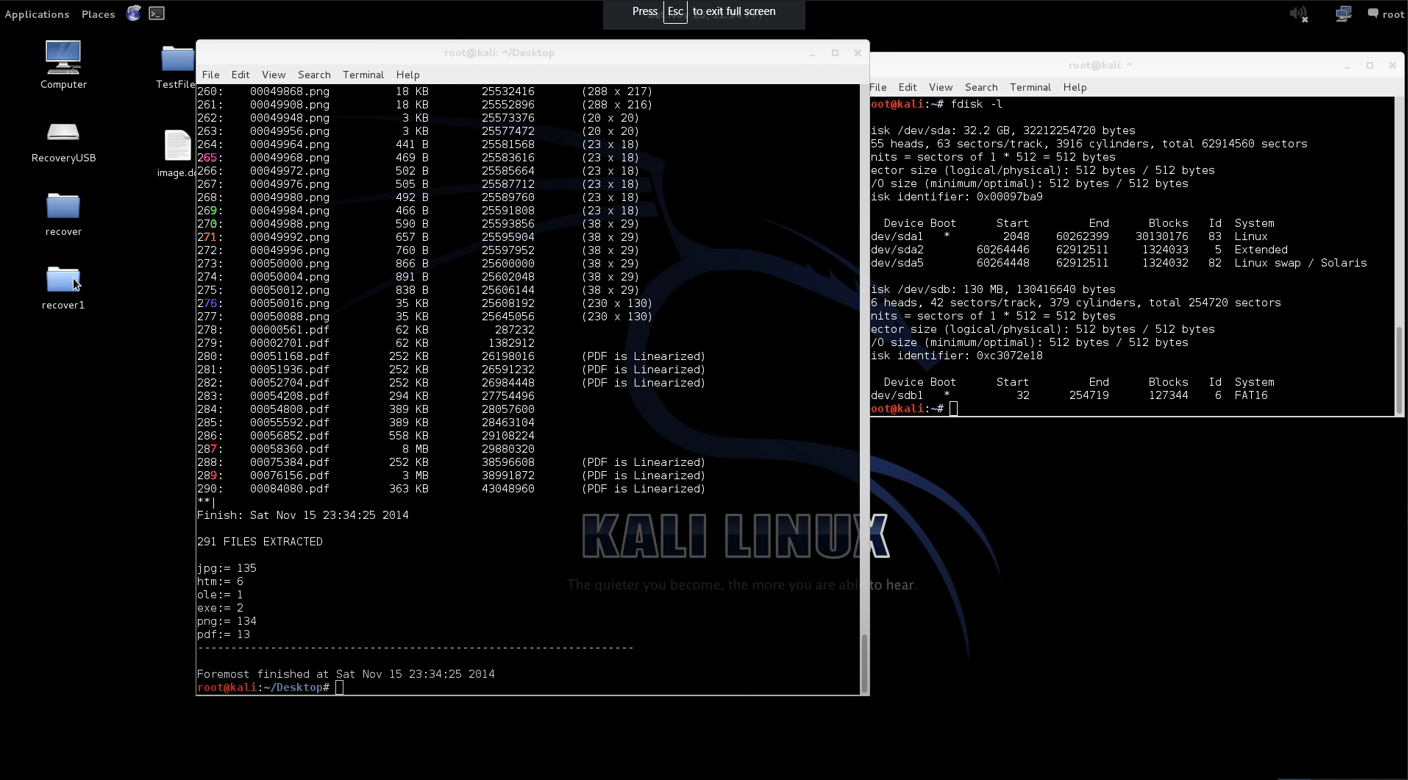 Applications Places
root
Press Esc to exit full screen
Computer
TestFile
RecoveryUSB
image.dd
recover
recover1
root@kali: ~/Desktop
File Edit View Search Terminal Help
260: 00049868.png 18 KB 25532416 (288 x 217)
261: 00049908.png 18 KB 25552896 (288 x 216)
262: 00049948.png 3 KB 25573376 (20 x 20)
263: 00049956.png 3 KB 25577472 (20 x 20)
264: 00049964.png 441 B 25581568 (23 x 18)
265: 00049968.png 469 B 25583616 (23 x 18)
266: 00049972.png 502 B 25585664 (23 x 18)
267: 00049976.png 505 B 25587712 (23 x 18)
268: 00049980.png 492 B 25589760 (23 x 18)
269: 00049984.png 466 B 25591808 (23 x 18)
270: 00049988.png 590 B 25593856 (38 x 29)
271: 00049992.png 657 B 25595904 (38 x 29)
272: 00049996.png 760 B 25597952 (38 x 29)
273: 00050000.png 866 B 25600000 (38 x 29)
274: 00050004.png 891 B 25602048 (38 x 29)
275: 00050012.png 838 B 25606144 (38 x 29)
276: 00050016.png 35 KB 25608192 (230 x 130)
277: 00050088.png 35 KB 25645056 (230 x 130)
278: 00000561.pdf 62 KB 287232
279: 00002701.pdf 62 KB 1382912
280: 00051168.pdf 252 KB 26198016 (PDF is Linearized)
281: 00051936.pdf 252 KB 26591232 (PDF is Linearized)
282: 00052704.pdf 252 KB 26984448 (PDF is Linearized)
283: 00054208.pdf 294 KB 27754496
284: 00054800.pdf 389 KB 28057600
285: 00055592.pdf 389 KB 28463104
286: 00056852.pdf 558 KB 29108224
287: 00058360.pdf 8 MB 29880320
288: 00075384.pdf 252 KB 38596608 (PDF is Linearized)
289: 00076156.pdf 3 MB 38991872 (PDF is Linearized)
290: 00084080.pdf 363 KB 43048960 (PDF is Linearized)
**|
Finish: Sat Nov 15 23:34:25 2014
291 FILES EXTRACTED
jpg:= 135
htm:= 6
ole:= 1
exe:= 2
png:= 134
pdf:= 13
------------------------------------------------------------------
Foremost finished at Sat Nov 15 23:34:25 2014
root@kali:~/Desktop#
root@kali: ~
File Edit View Search Terminal Help
oot@kali:~# fdisk -l
isk /dev/sda: 32.2 GB, 32212254720 bytes
55 heads, 63 sectors/track, 3916 cylinders, total 62914560 sectors
nits = sectors of 1 * 512 = 512 bytes
ector size (logical/physical): 512 bytes / 512 bytes
/O size (minimum/optimal): 512 bytes / 512 bytes
isk identifier: 0x00097ba9
Device Boot Start End Blocks Id System
dev/sda1 * 2048 60262399 30130176 83 Linux
dev/sda2 60264446 62912511 1324033 5 Extended
dev/sda5 60264448 62912511 1324032 82 Linux swap / Solaris
isk /dev/sdb: 130 MB, 130416640 bytes
6 heads, 42 sectors/track, 379 cylinders, total 254720 sectors
nits = sectors of 1 * 512 = 512 bytes
ector size (logical/physical): 512 bytes / 512 bytes
/O size (minimum/optimal): 512 bytes / 512 bytes
isk identifier: 0xc3072e18
Device Boot Start End Blocks Id System
dev/sdb1 * 32 254719 127344 6 FAT16
oot@kali:~#
KALI LINUX
The quieter you become, the more you are able to hear.